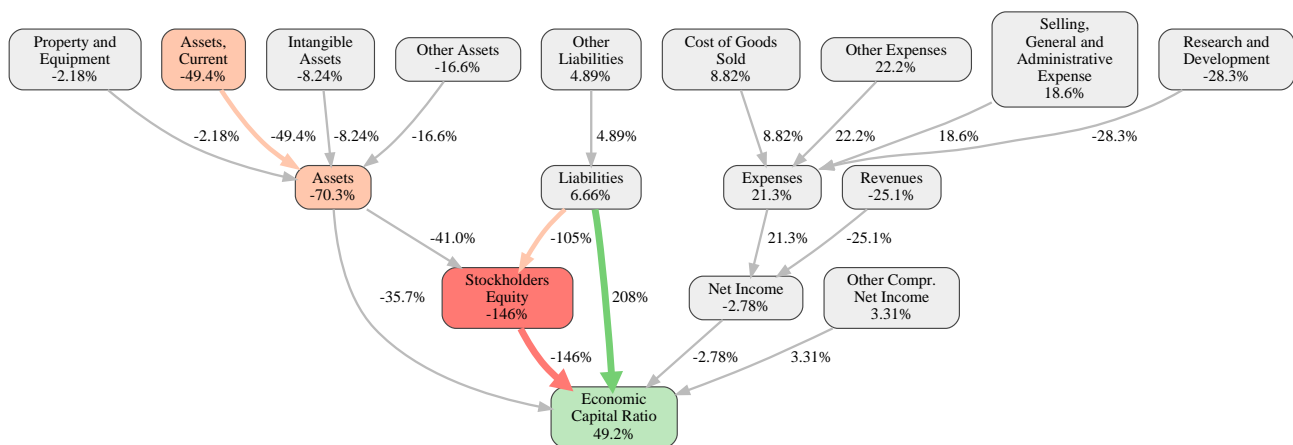 Property and
Equipment
-2.18%
Assets,
Current
-49.4%
Intangible
Assets
-8.24%
Other Assets
-16.6%
Other
Liabilities
4.89%
Cost of Goods
Sold
8.82%
Other Expenses
22.2%
Selling,
General and
Administrative
Expense
18.6%
Research and
Development
-28.3%
-2.18%
-49.4%
-8.24%
-16.6%
4.89%
8.82%
22.2%
18.6%
-28.3%
Assets
-70.3%
Liabilities
6.66%
Expenses
21.3%
Revenues
-25.1%
-41.0%
-105%
21.3%
-25.1%
Stockholders
Equity
-146%
Net Income
-2.78%
Other Compr.
Net Income
3.31%
-35.7%
208%
-146%
-2.78%
3.31%
Economic
Capital Ratio
49.2%